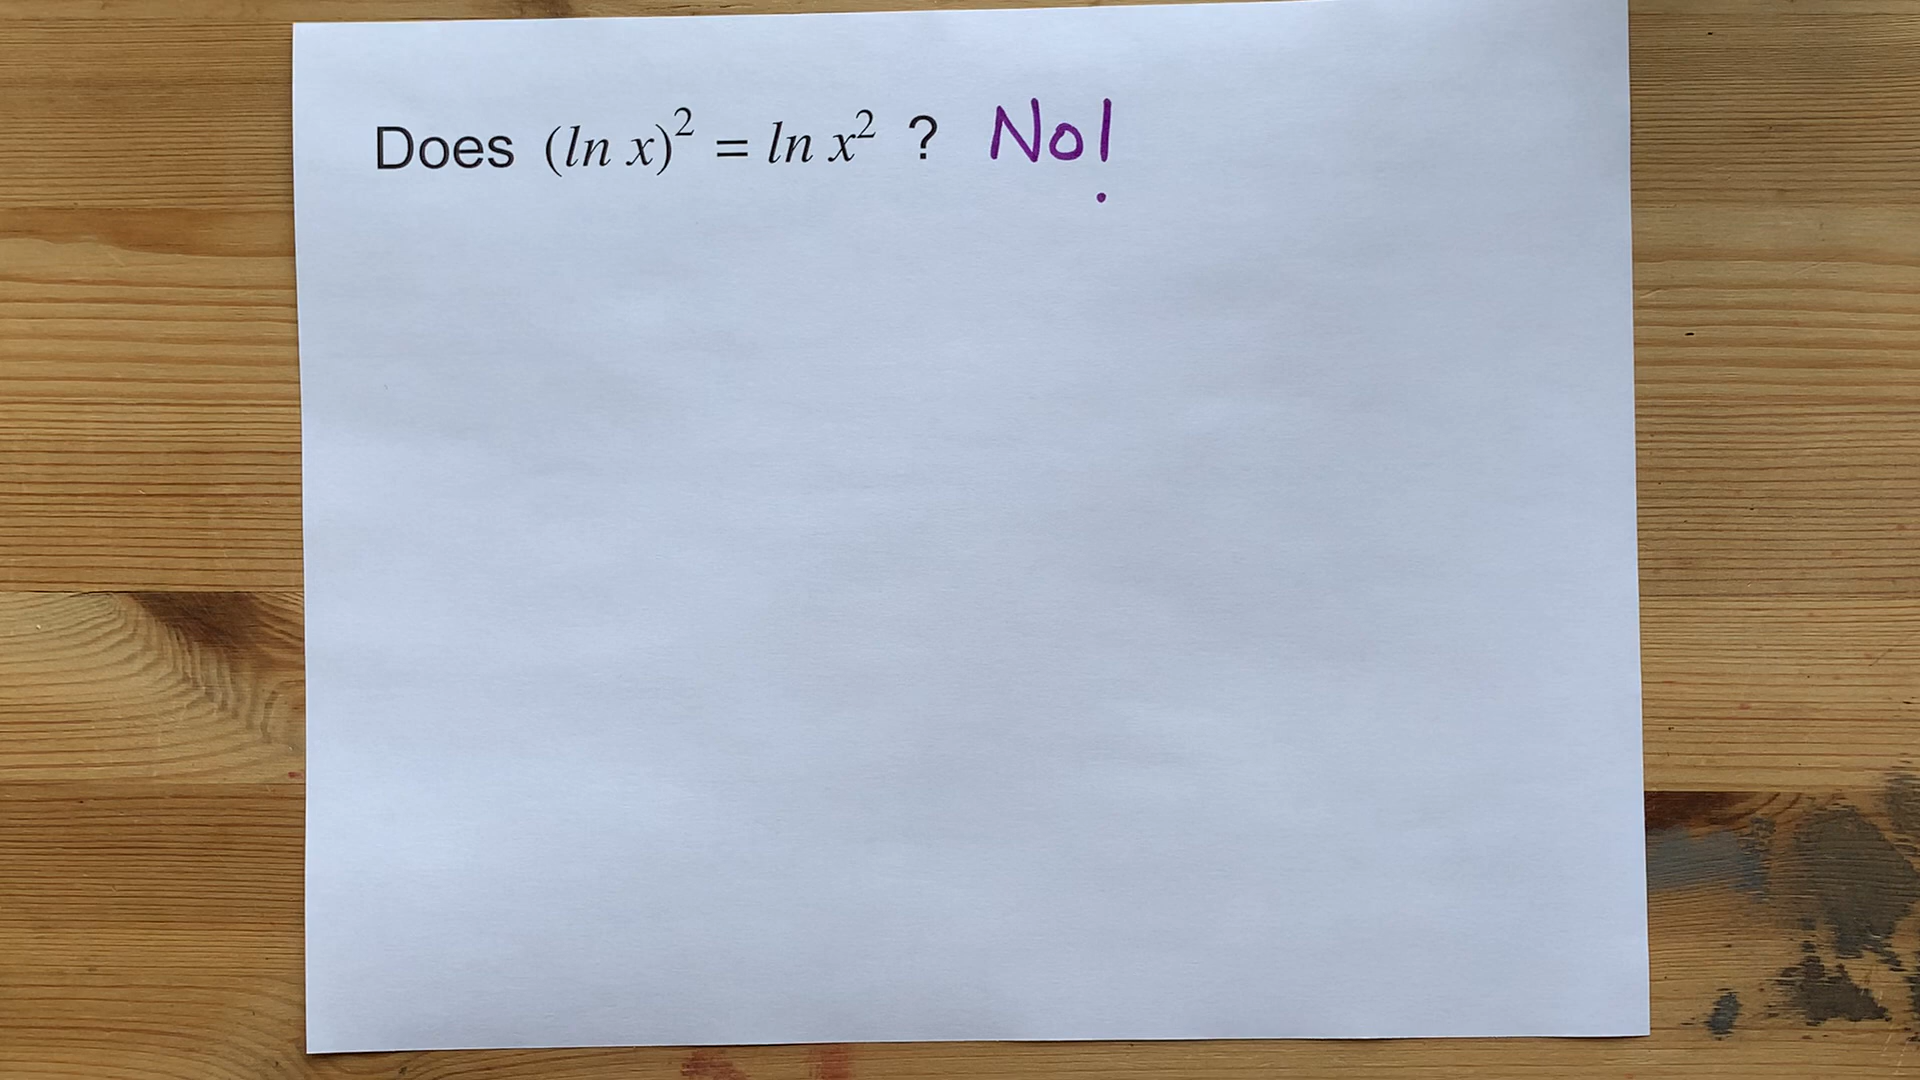 Does (ln x)² = ln x² ? No!